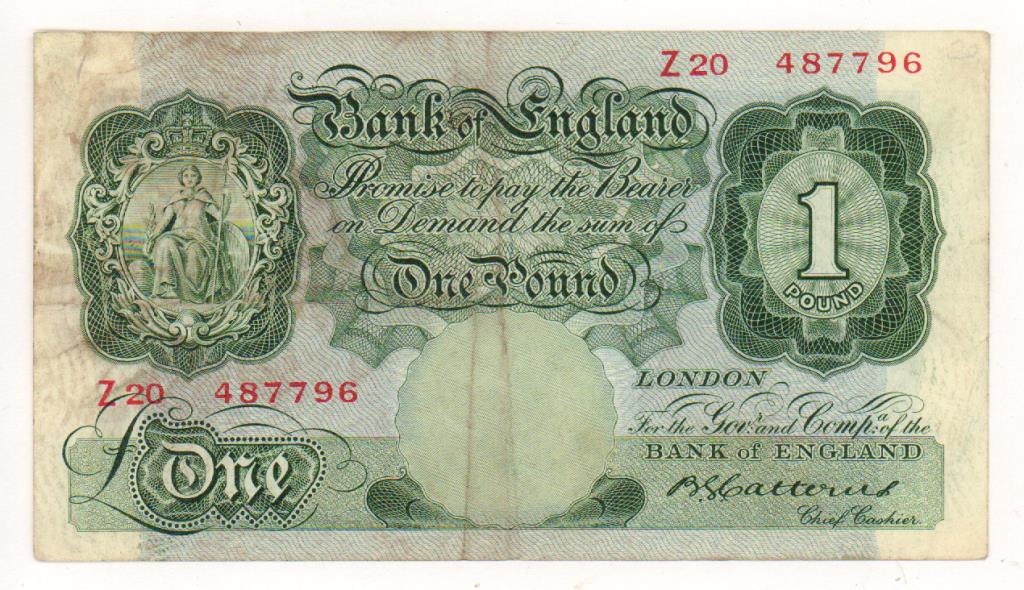 Z20 487796
Bank of England
Promise to pay the Bearer
on Demand the sum of
One Pound
1
POUND
Z20 487796
LONDON
For the Govr. and Compa. of the
BANK of ENGLAND
B G Catterns
Chief Cashier.
£One